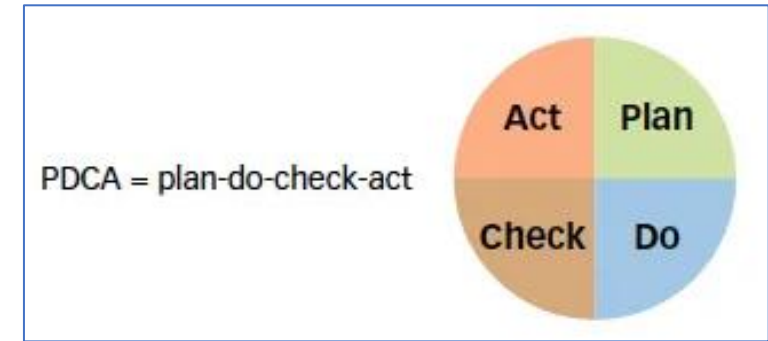 PDCA = plan-do-check-act
Act
Plan
Check
Do